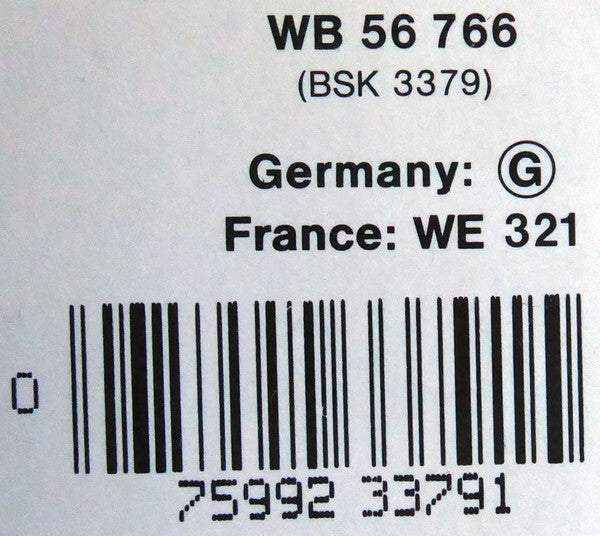 WB 56 766
(BSK 3379)
Germany: Ⓖ
France: WE 321
0
75992 33791